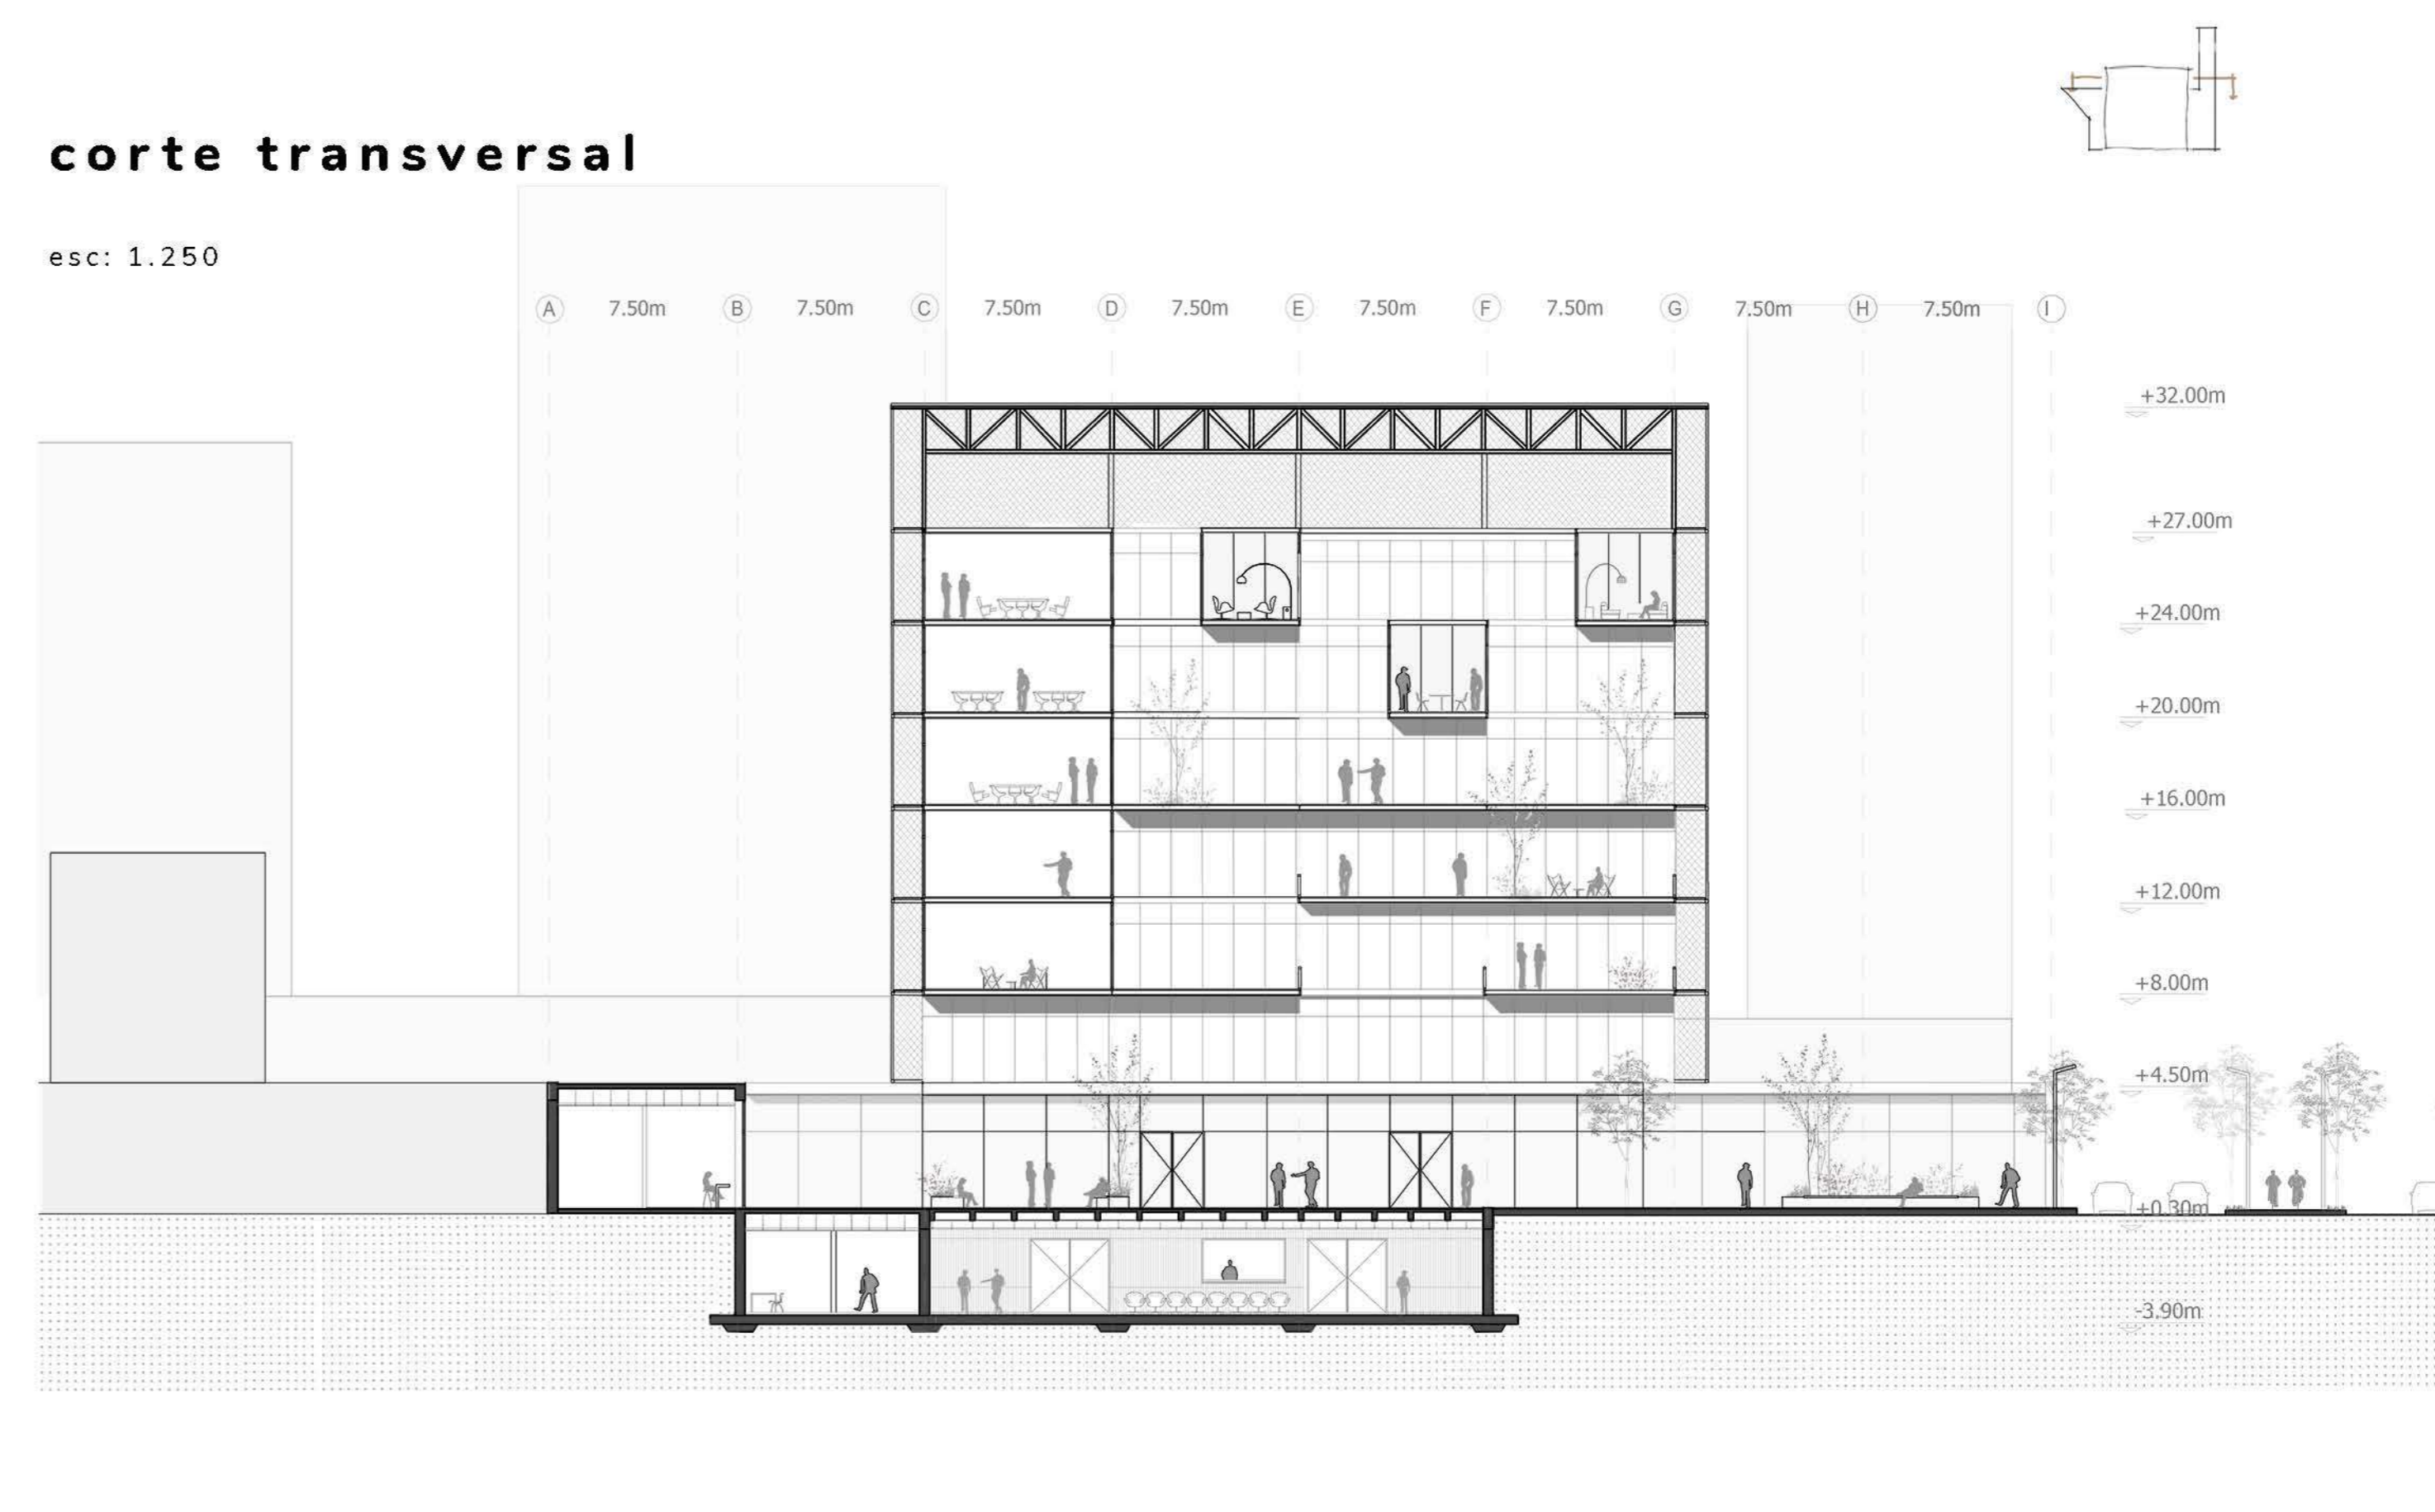 corte transversal
esc: 1.250
A 7.50m B 7.50m C 7.50m D 7.50m E 7.50m F 7.50m G 7.50m H 7.50m I
+32.00m
+27.00m
+24.00m
+20.00m
+16.00m
+12.00m
+8.00m
+4.50m
+0.30m
-3.90m